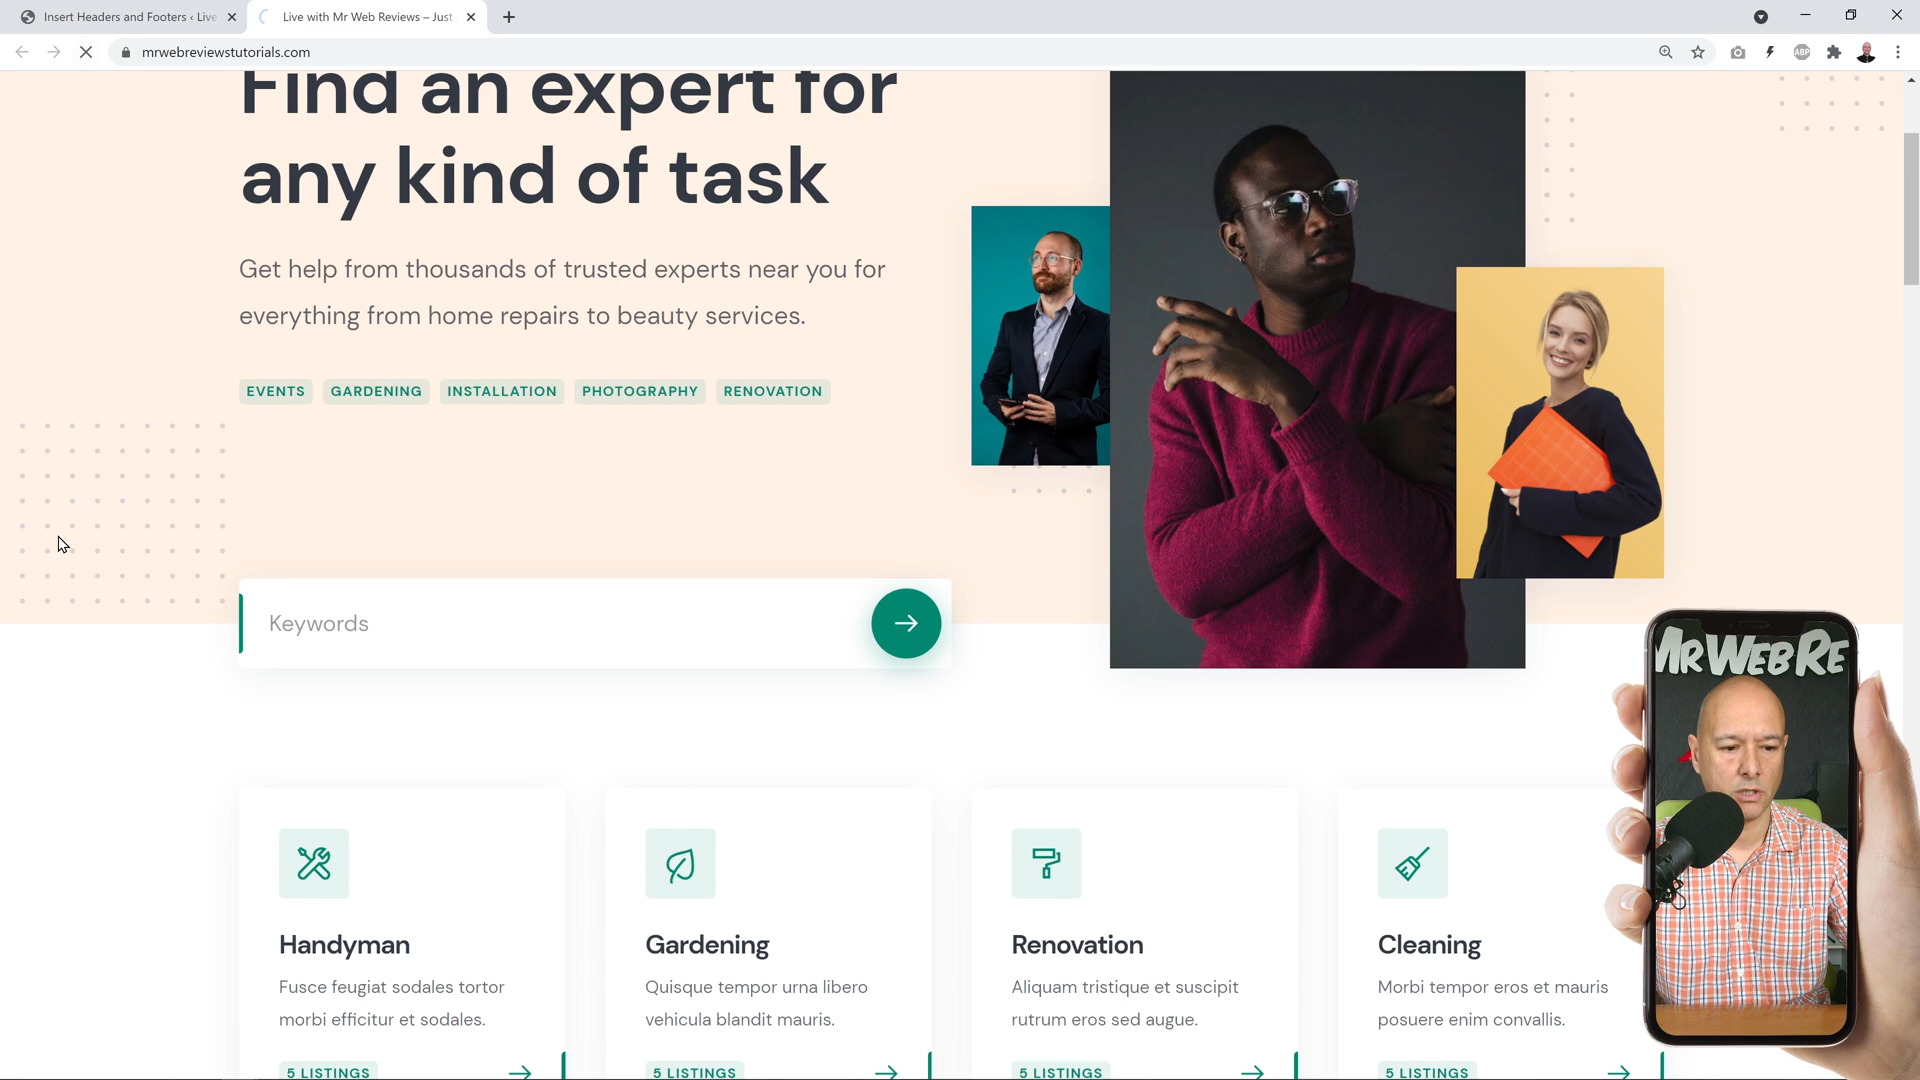 Insert Headers and Footers ‹ Live
Live with Mr Web Reviews – Just
mrwebreviewstutorials.com
ABP
Find an expert for
any kind of task
Get help from thousands of trusted experts near you for
everything from home repairs to beauty services.
EVENTS GARDENING INSTALLATION PHOTOGRAPHY RENOVATION
Keywords
MRWEBRE
Handyman
Fusce feugiat sodales tortor
morbi efficitur et sodales.
5 LISTINGS
Gardening
Quisque tempor urna libero
vehicula blandit mauris.
5 LISTINGS
Renovation
Aliquam tristique et suscipit
rutrum eros sed augue.
5 LISTINGS
Cleaning
Morbi tempor eros et mauris
posuere enim convallis.
5 LISTINGS